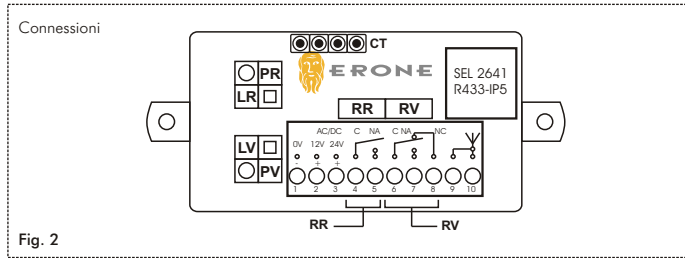 Connessioni
CT
PR
ERONE
SEL 2641
R433-IP5
LR
RR RV
LV
AC/DC C NA C NA NC
0V 12V 24V
- + +
PV
1 2 3 4 5 6 7 8 9 10
RR RV
Fig. 2